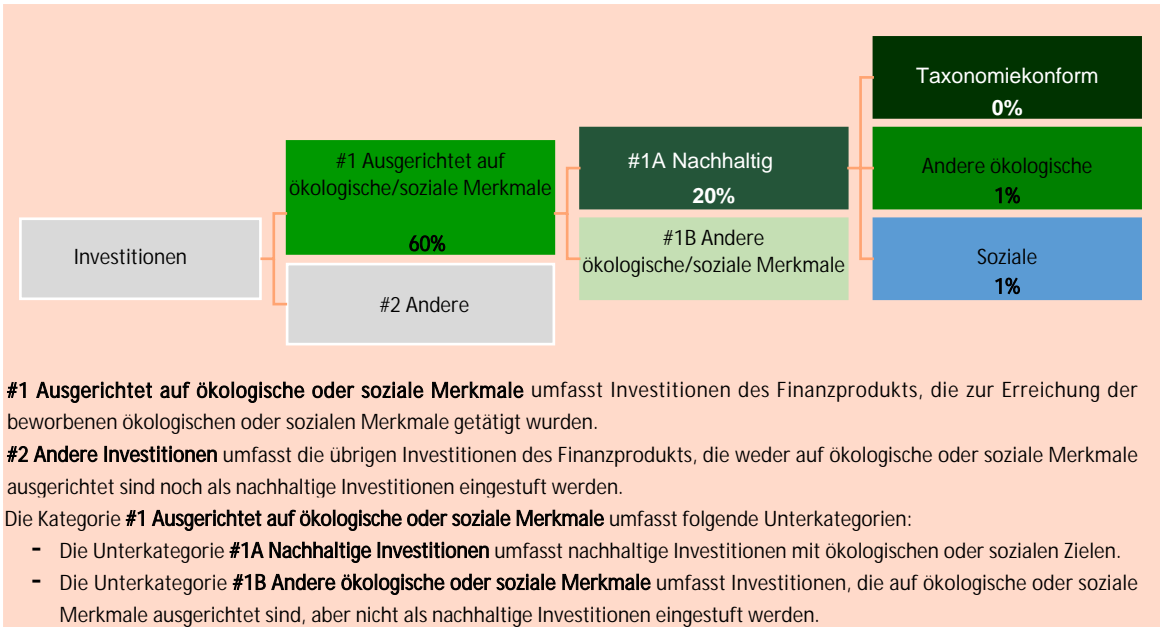 Investitionen
#1 Ausgerichtet auf
ökologische/soziale Merkmale
60%
#2 Andere
#1A Nachhaltig
20%
#1B Andere
ökologische/soziale Merkmale
Taxonomiekonform
0%
Andere ökologische
1%
Soziale
1%
#1 Ausgerichtet auf ökologische oder soziale Merkmale umfasst Investitionen des Finanzprodukts, die zur Erreichung der
beworbenen ökologischen oder sozialen Merkmale getätigt wurden.
#2 Andere Investitionen umfasst die übrigen Investitionen des Finanzprodukts, die weder auf ökologische oder soziale Merkmale
ausgerichtet sind noch als nachhaltige Investitionen eingestuft werden.
Die Kategorie #1 Ausgerichtet auf ökologische oder soziale Merkmale umfasst folgende Unterkategorien:
- Die Unterkategorie #1A Nachhaltige Investitionen umfasst nachhaltige Investitionen mit ökologischen oder sozialen Zielen.
- Die Unterkategorie #1B Andere ökologische oder soziale Merkmale umfasst Investitionen, die auf ökologische oder soziale
Merkmale ausgerichtet sind, aber nicht als nachhaltige Investitionen eingestuft werden.